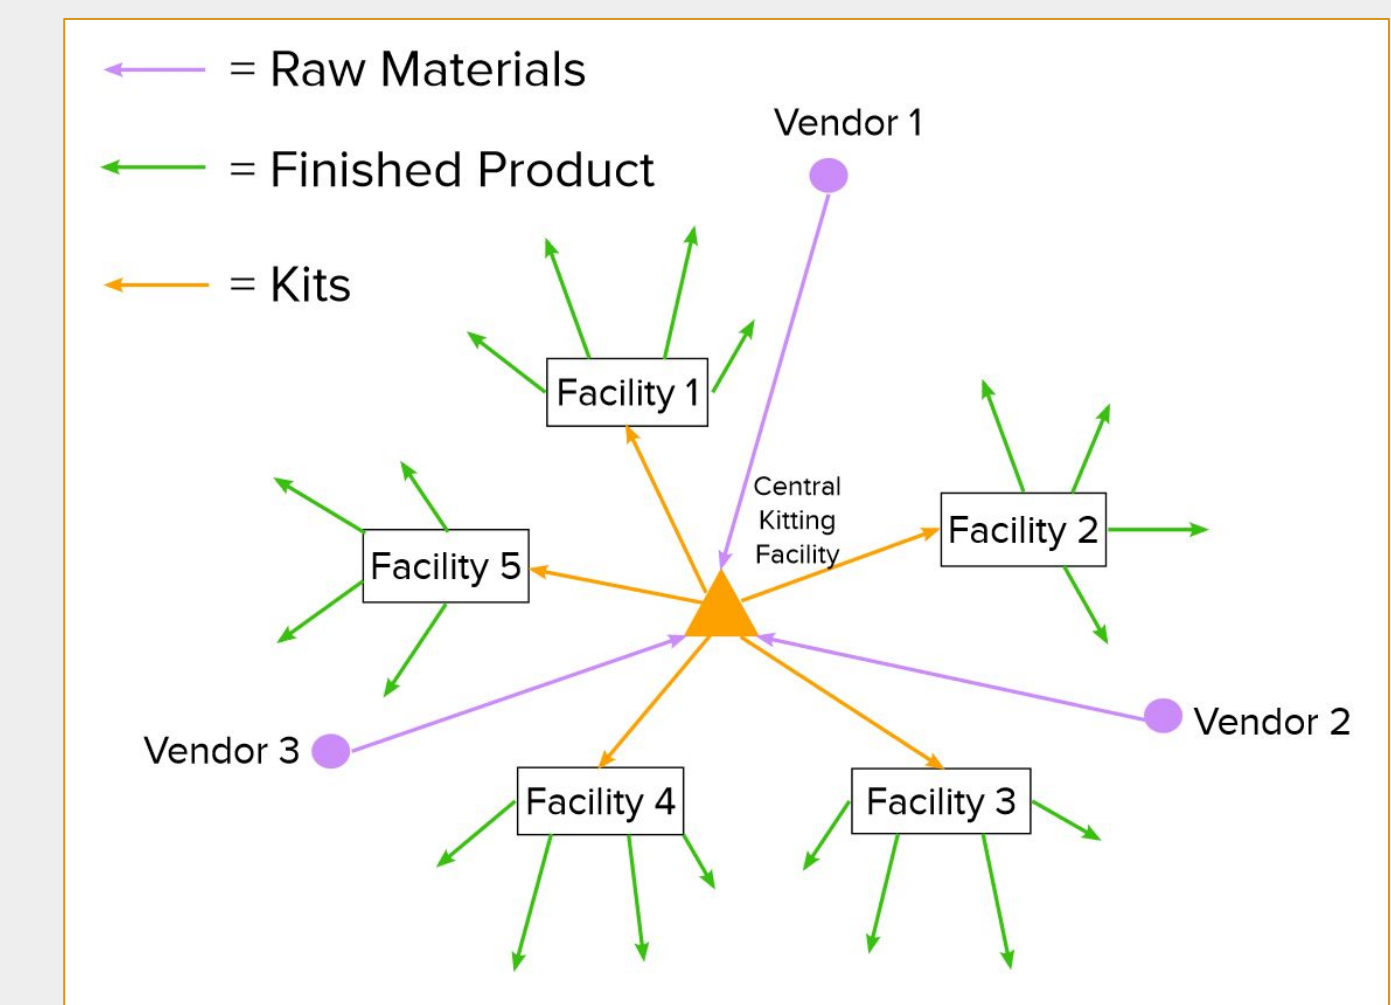 = Raw Materials
= Finished Product
= Kits
Vendor 1
Facility 1
Central
Kitting
Facility
Facility 2
Facility 5
Vendor 2
Vendor 3
Facility 4
Facility 3